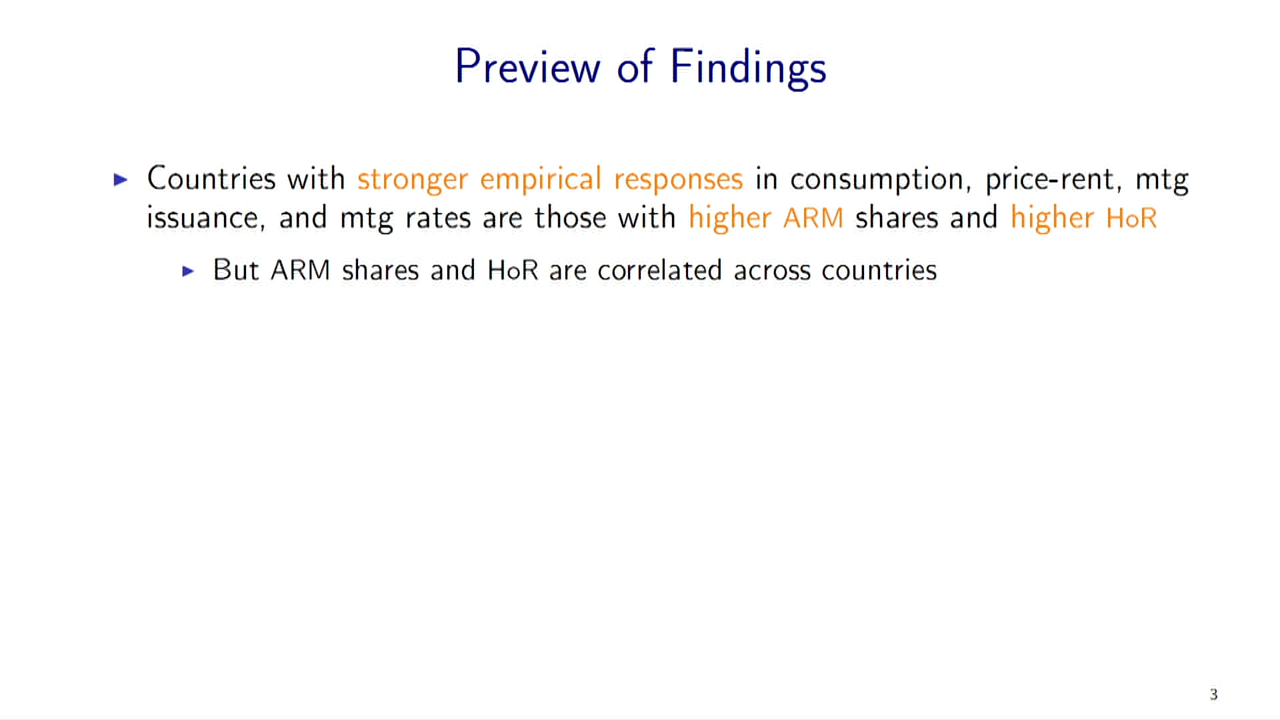 Preview of Findings
Countries with stronger empirical responses in consumption, price-rent, mtg
issuance, and mtg rates are those with higher ARM shares and higher HoR
But ARM shares and HoR are correlated across countries
3